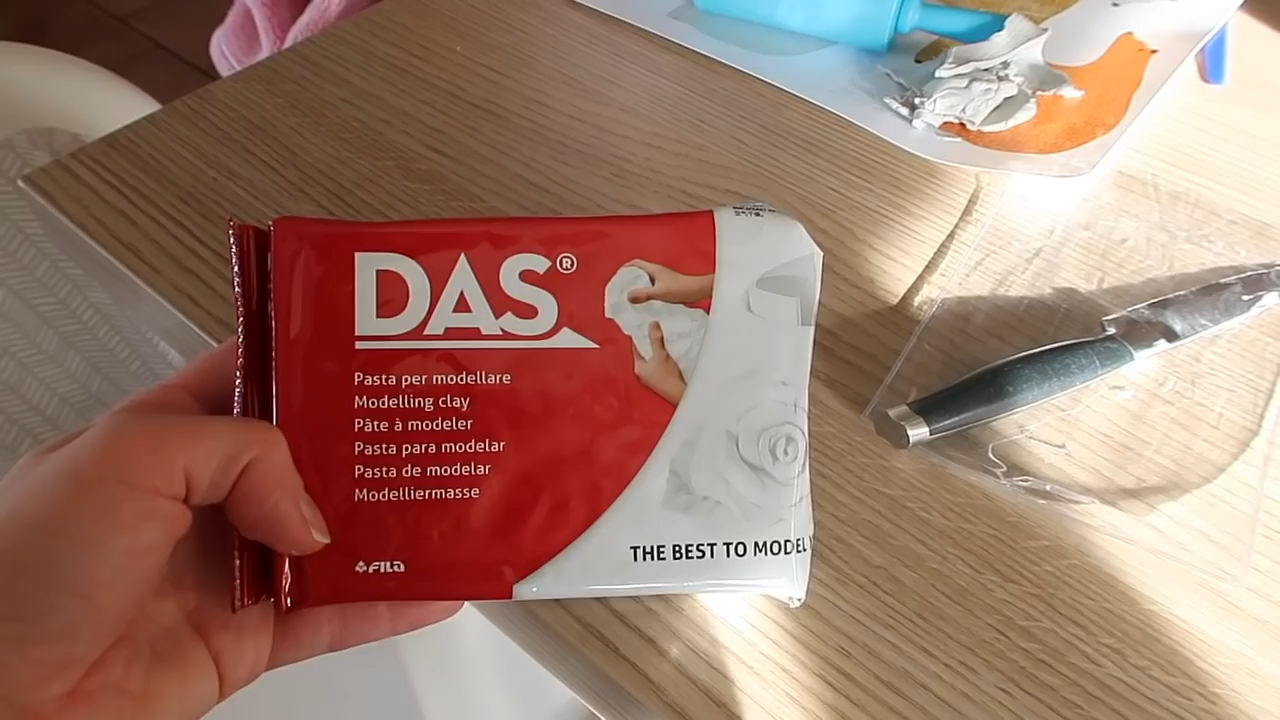 DAS®
Pasta per modellare
Modelling clay
Pâte à modeler
Pasta para modelar
Pasta de modelar
Modelliermasse
FILA
THE BEST TO MODEL